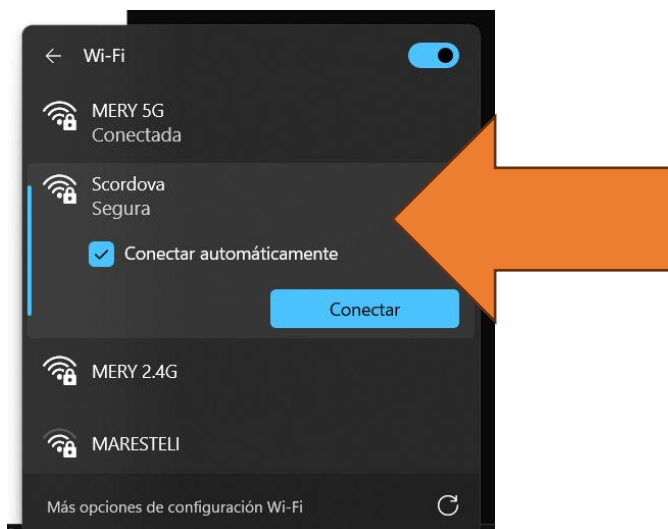 Wi-Fi
MERY 5G
Conectada
Scordova
Segura
Conectar automáticamente
Conectar
MERY 2.4G
MARESTELI
Más opciones de configuración Wi-Fi